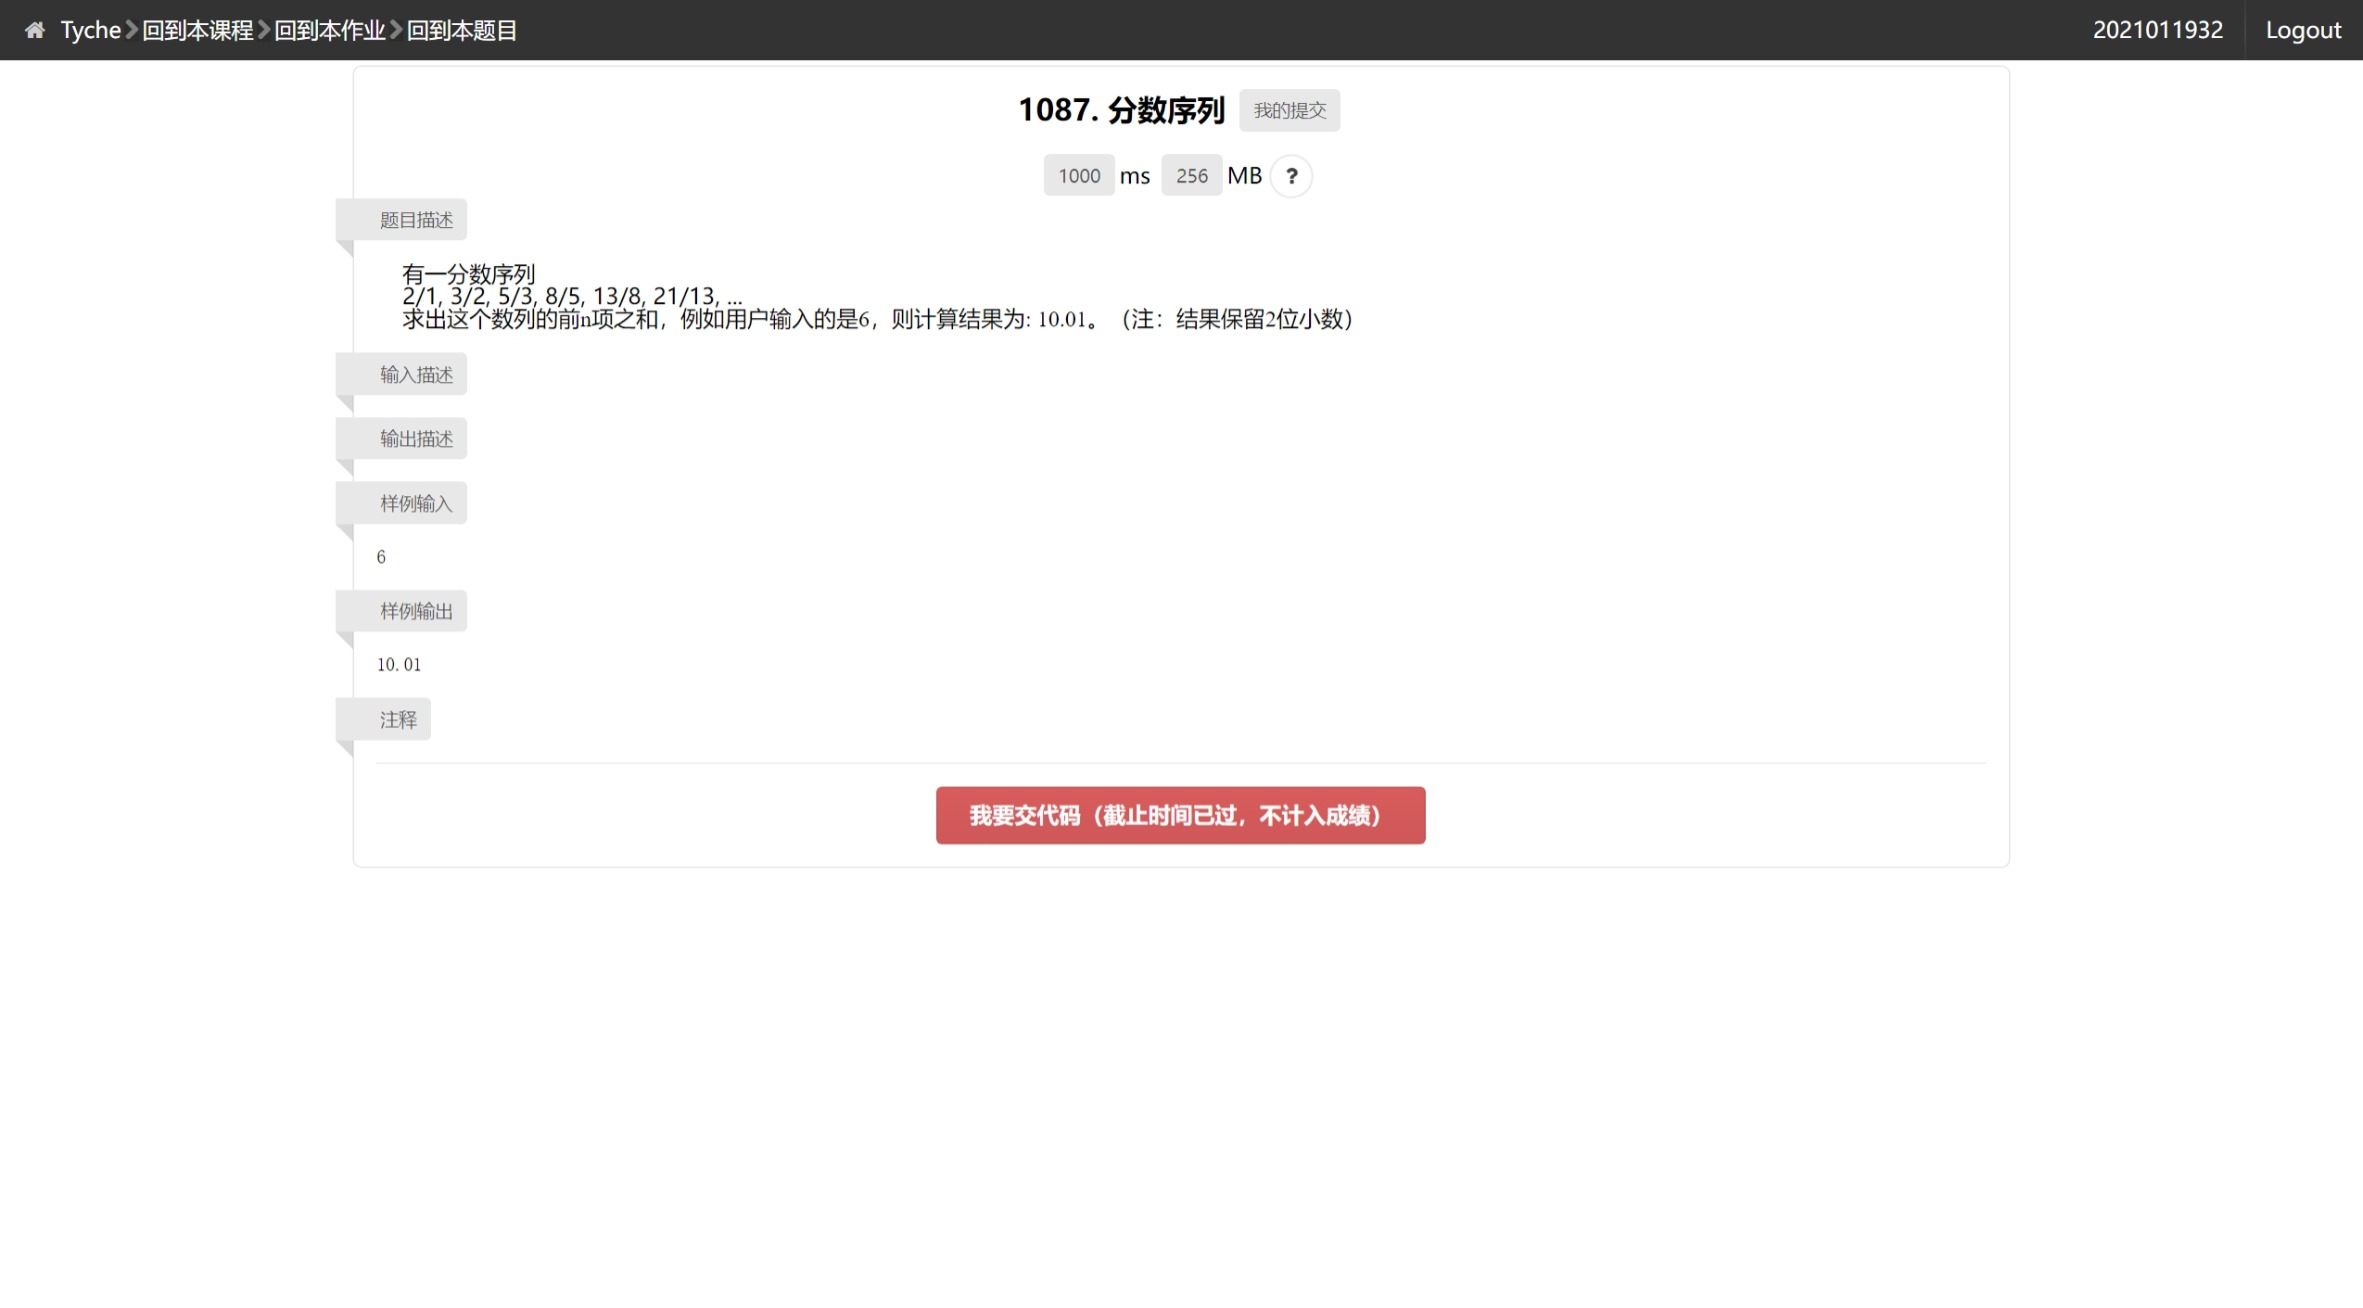 Tyche 回到本课程 回到本作业 回到本题目 2021011932 Logout
1087. 分数序列 我的提交
1000 ms 256 MB ?
题目描述
有一分数序列
2/1, 3/2, 5/3, 8/5, 13/8, 21/13, ...
求出这个数列的前n项之和，例如用户输入的是6，则计算结果为: 10.01。（注：结果保留2位小数）
输入描述
输出描述
样例输入
6
样例输出
10.01
注释
我要交代码（截止时间已过，不计入成绩）